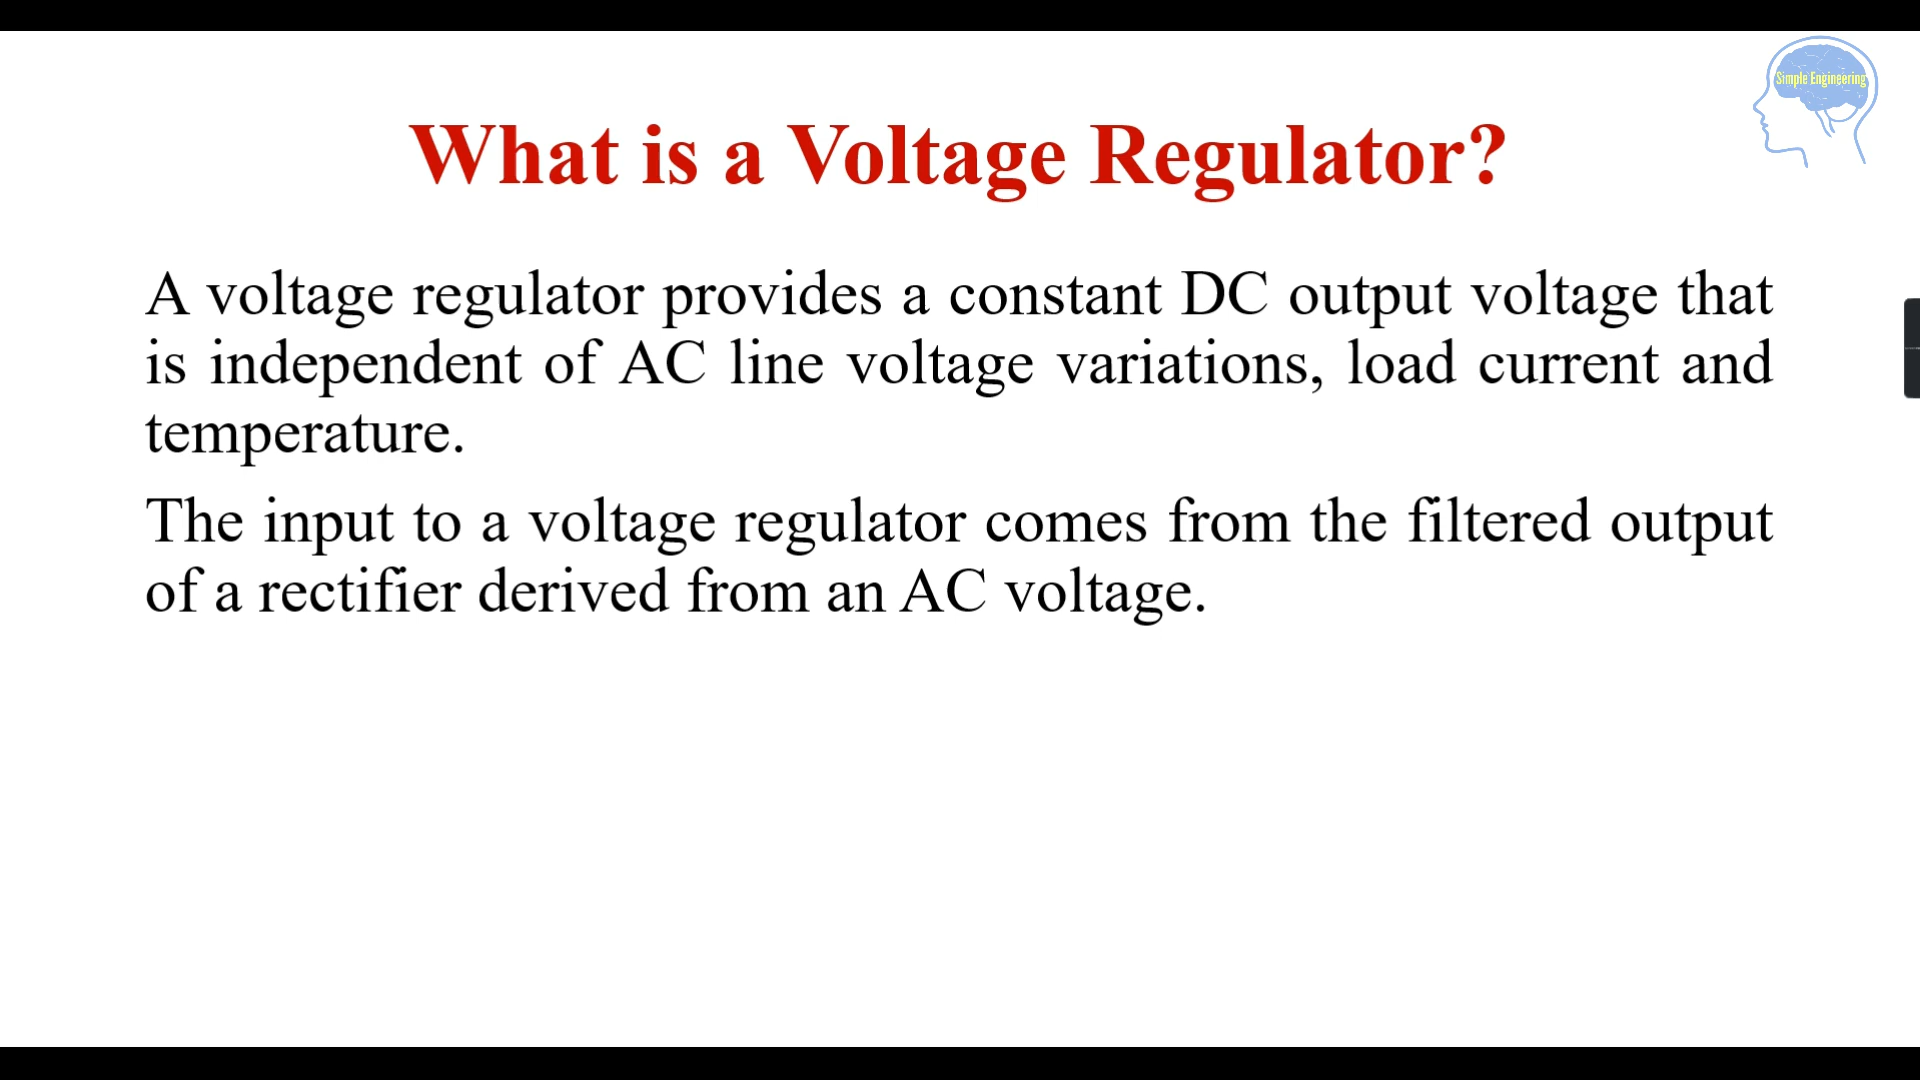 Simple Engineering
What is a Voltage Regulator?
A voltage regulator provides a constant DC output voltage that
is independent of AC line voltage variations, load current and
temperature.
The input to a voltage regulator comes from the filtered output
of a rectifier derived from an AC voltage.